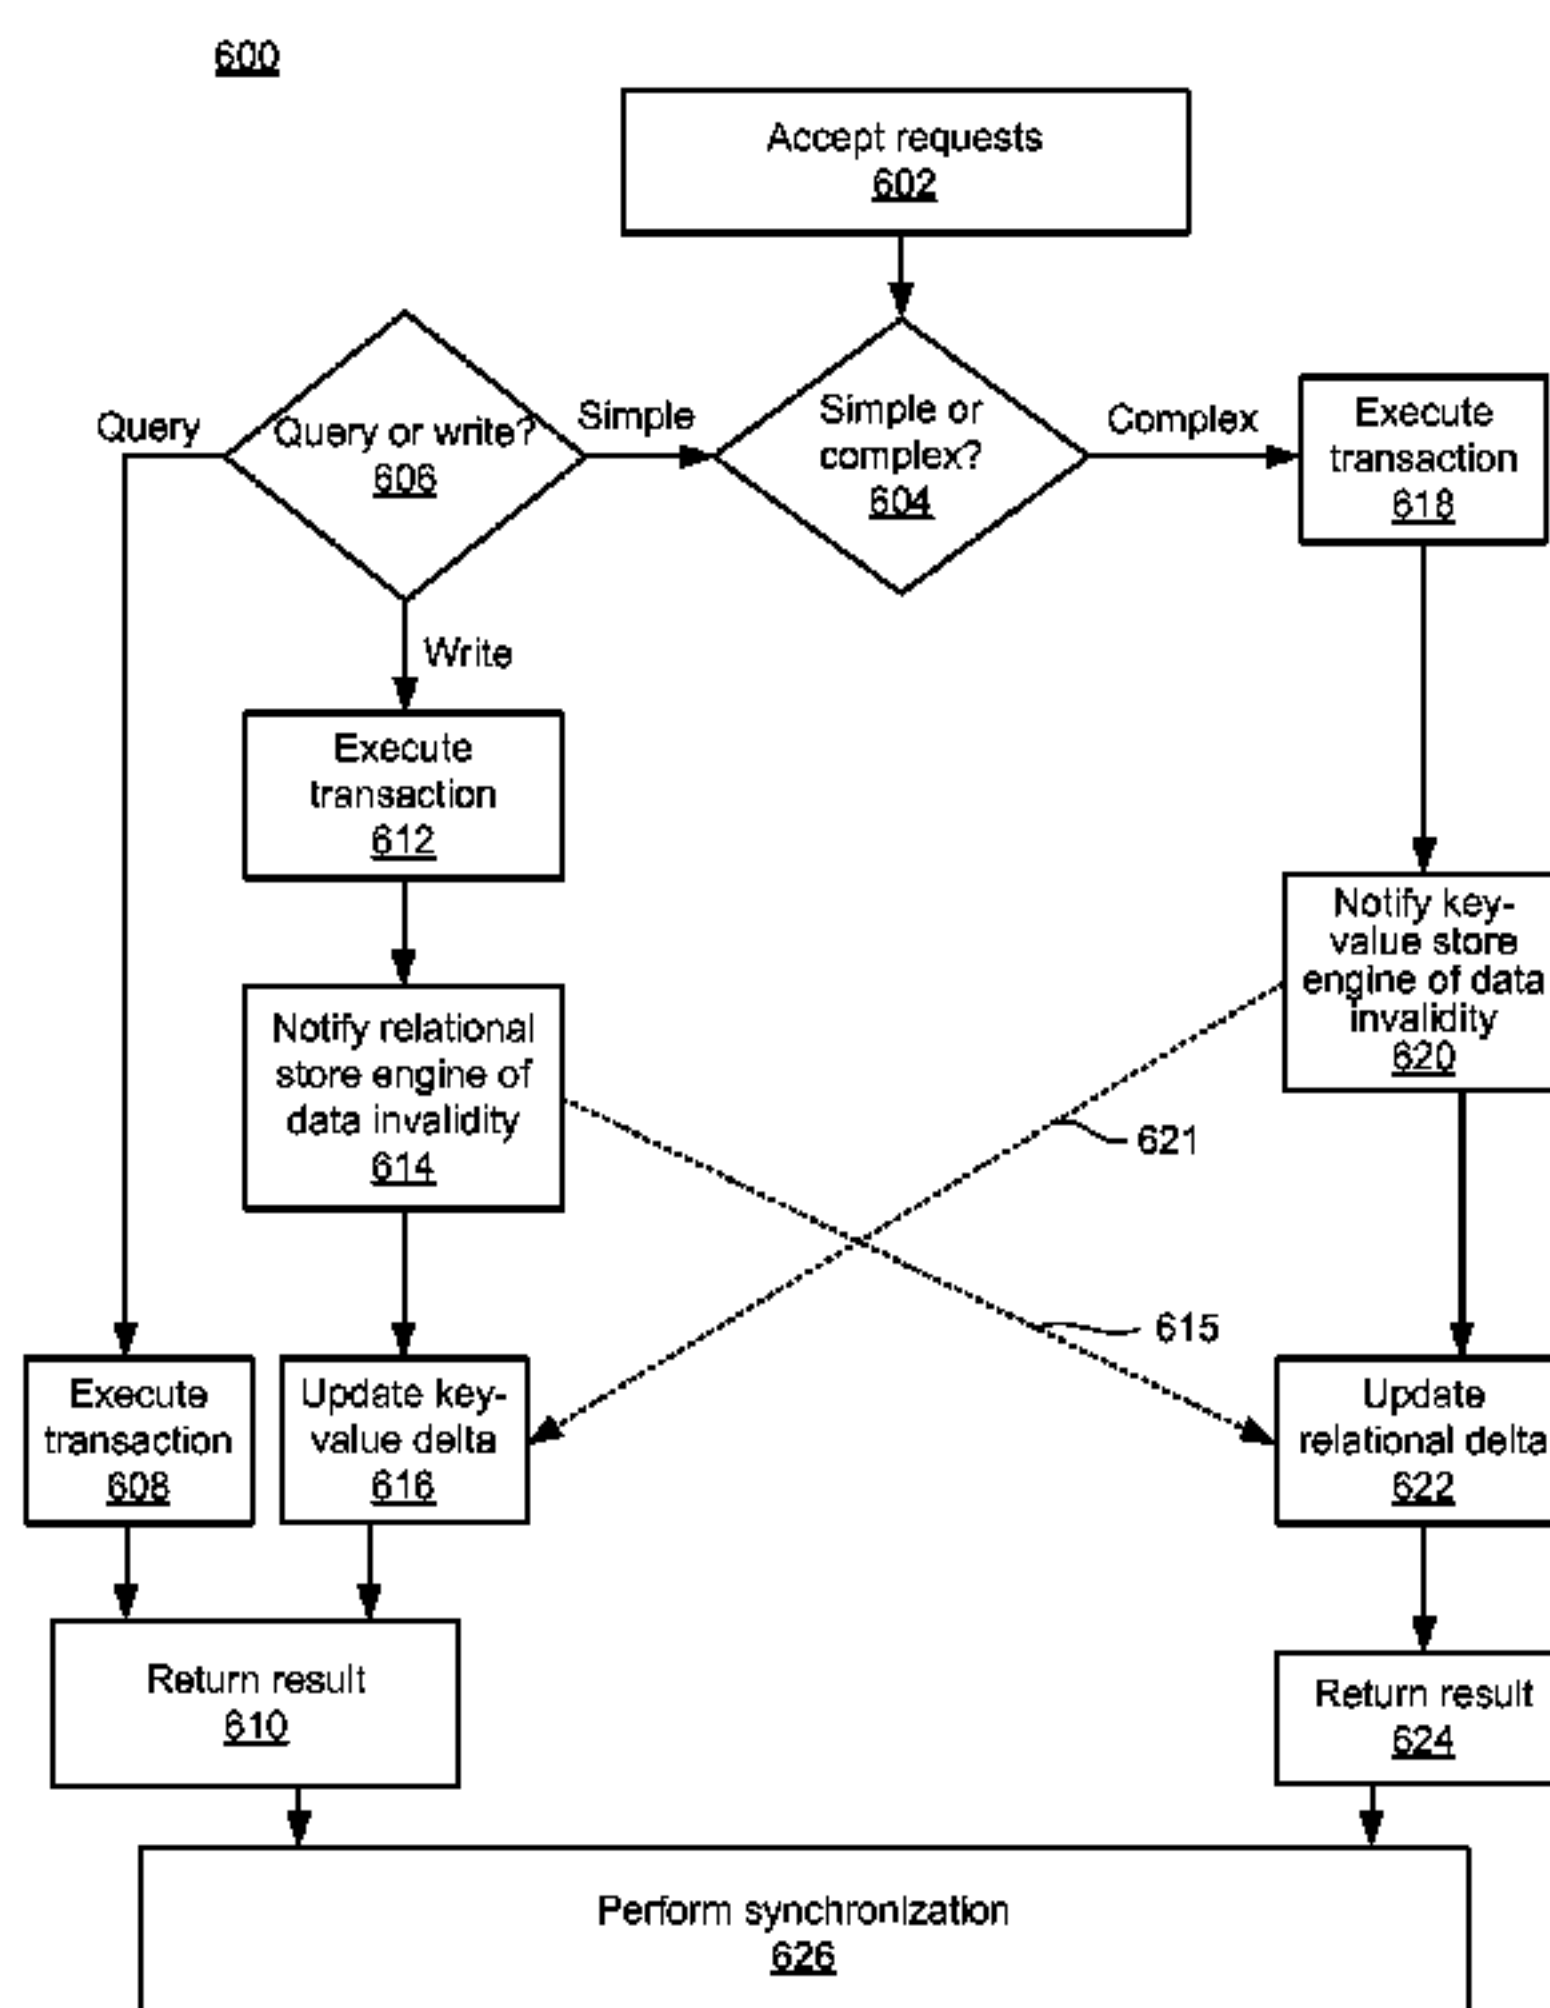 600
Accept requests
602
Query
Query or write?
606
Simple
Simple or
complex?
604
Complex
Execute
transaction
618
Write
Execute
transaction
612
Notify relational
store engine of
data invalidity
614
Notify key-
value store
engine of data
invalidity
620
621
615
Execute
transaction
608
Update key-
value delta
616
Update
relational delta
622
Return result
610
Return result
624
Perform synchronization
626